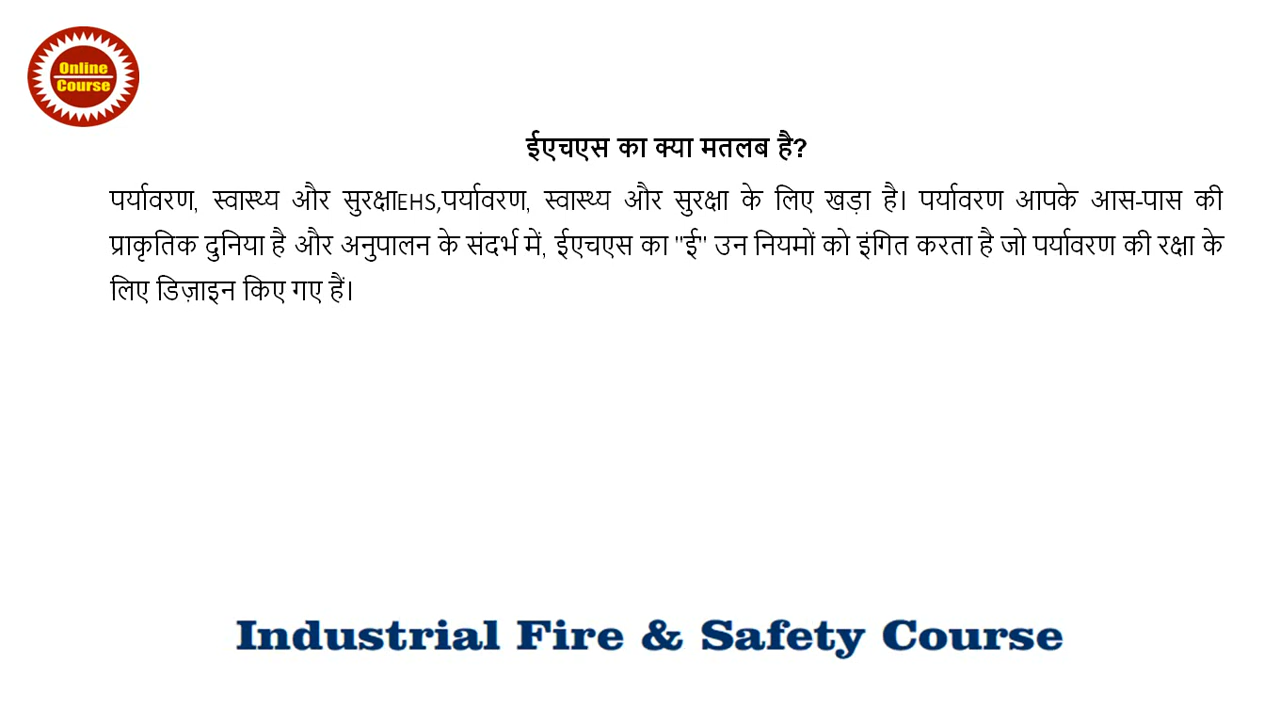 Online
Course
ईएचएस का क्या मतलब है?
पर्यावरण, स्वास्थ्य और सुरक्षाEHS,पर्यावरण, स्वास्थ्य और सुरक्षा के लिए खड़ा है। पर्यावरण आपके आस-पास की
प्राकृतिक दुनिया है और अनुपालन के संदर्भ में, ईएचएस का "ई" उन नियमों को इंगित करता है जो पर्यावरण की रक्षा के
लिए डिज़ाइन किए गए हैं।
Industrial Fire & Safety Course